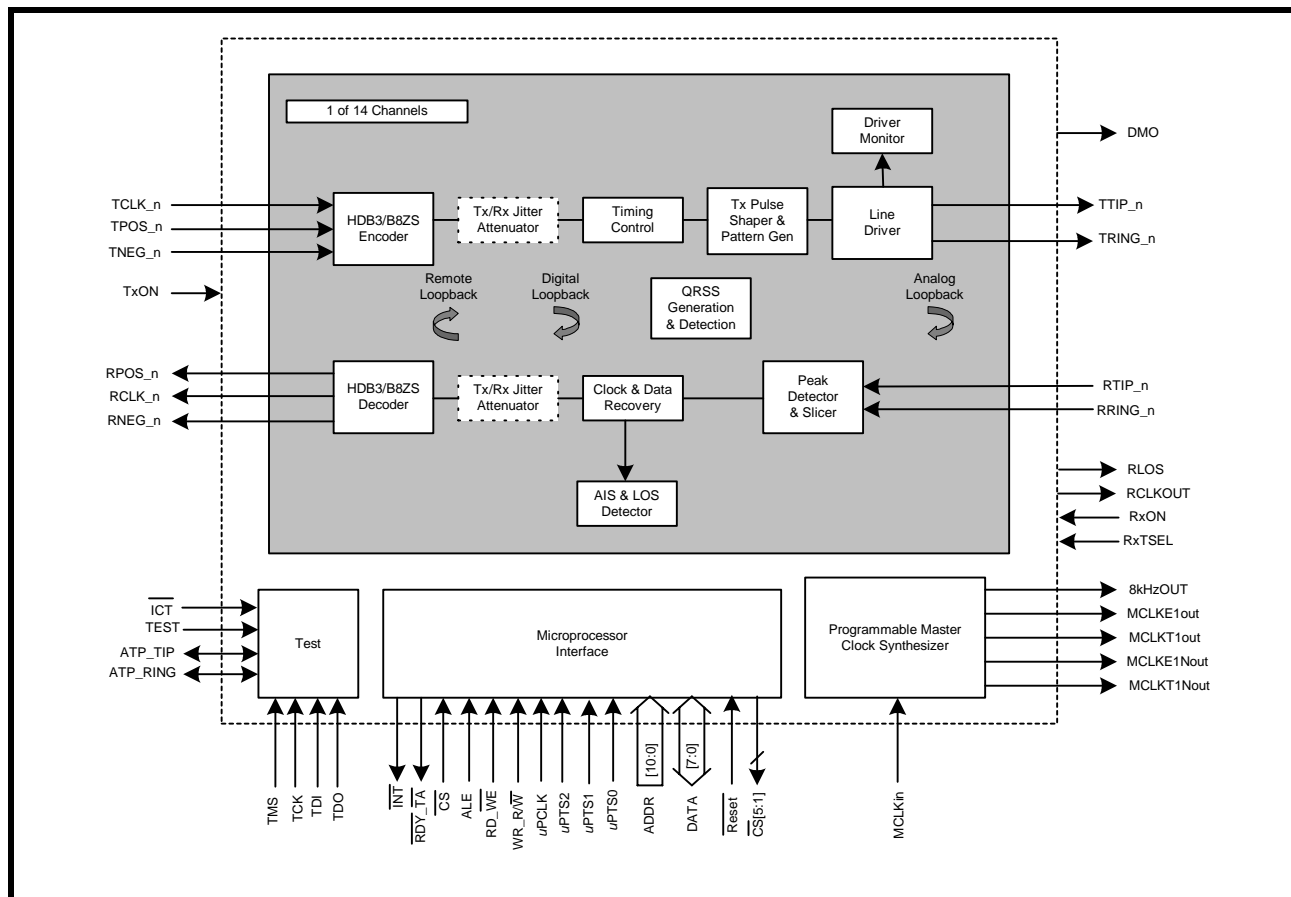 1 of 14 Channels
Driver
Monitor
DMO
TCLK_n
TPOS_n
TNEG_n
TxON
HDB3/B8ZS
Encoder
Tx/Rx Jitter
Attenuator
Timing
Control
Tx Pulse
Shaper &
Pattern Gen
Line
Driver
TTIP_n
TRING_n
Remote
Loopback
Digital
Loopback
QRSS
Generation
& Detection
Analog
Loopback
RPOS_n
RCLK_n
RNEG_n
HDB3/B8ZS
Decoder
Tx/Rx Jitter
Attenuator
Clock & Data
Recovery
Peak
Detector
& Slicer
RTIP_n
RRING_n
AIS & LOS
Detector
RLOS
RCLKOUT
RxON
RxTSEL
ICT
TEST
ATP_TIP
ATP_RING
Test
Microprocessor
Interface
Programmable Master
Clock Synthesizer
8kHzOUT
MCLKE1out
MCLKT1out
MCLKE1Nout
MCLKT1Nout
TMS
TCK
TDI
TDO
INT
RDY_TA
CS
ALE
RD_WE
WR_R/W
uPCLK
uPTS2
uPTS1
uPTS0
[10:0]
ADDR
[7:0]
DATA
Reset
CS[5:1]
MCLKin